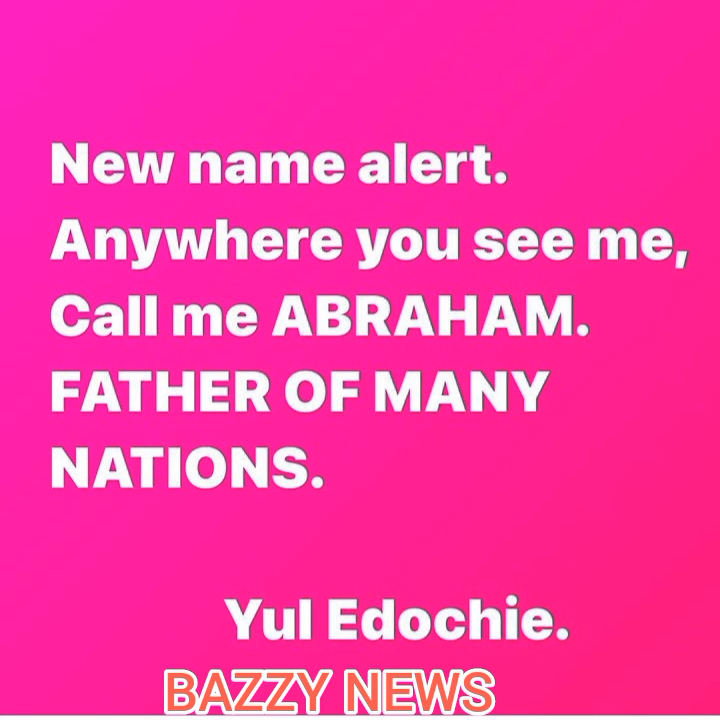 New name alert.
Anywhere you see me,
Call me ABRAHAM.
FATHER OF MANY
NATIONS.
Yul Edochie.
BAZZY NEWS